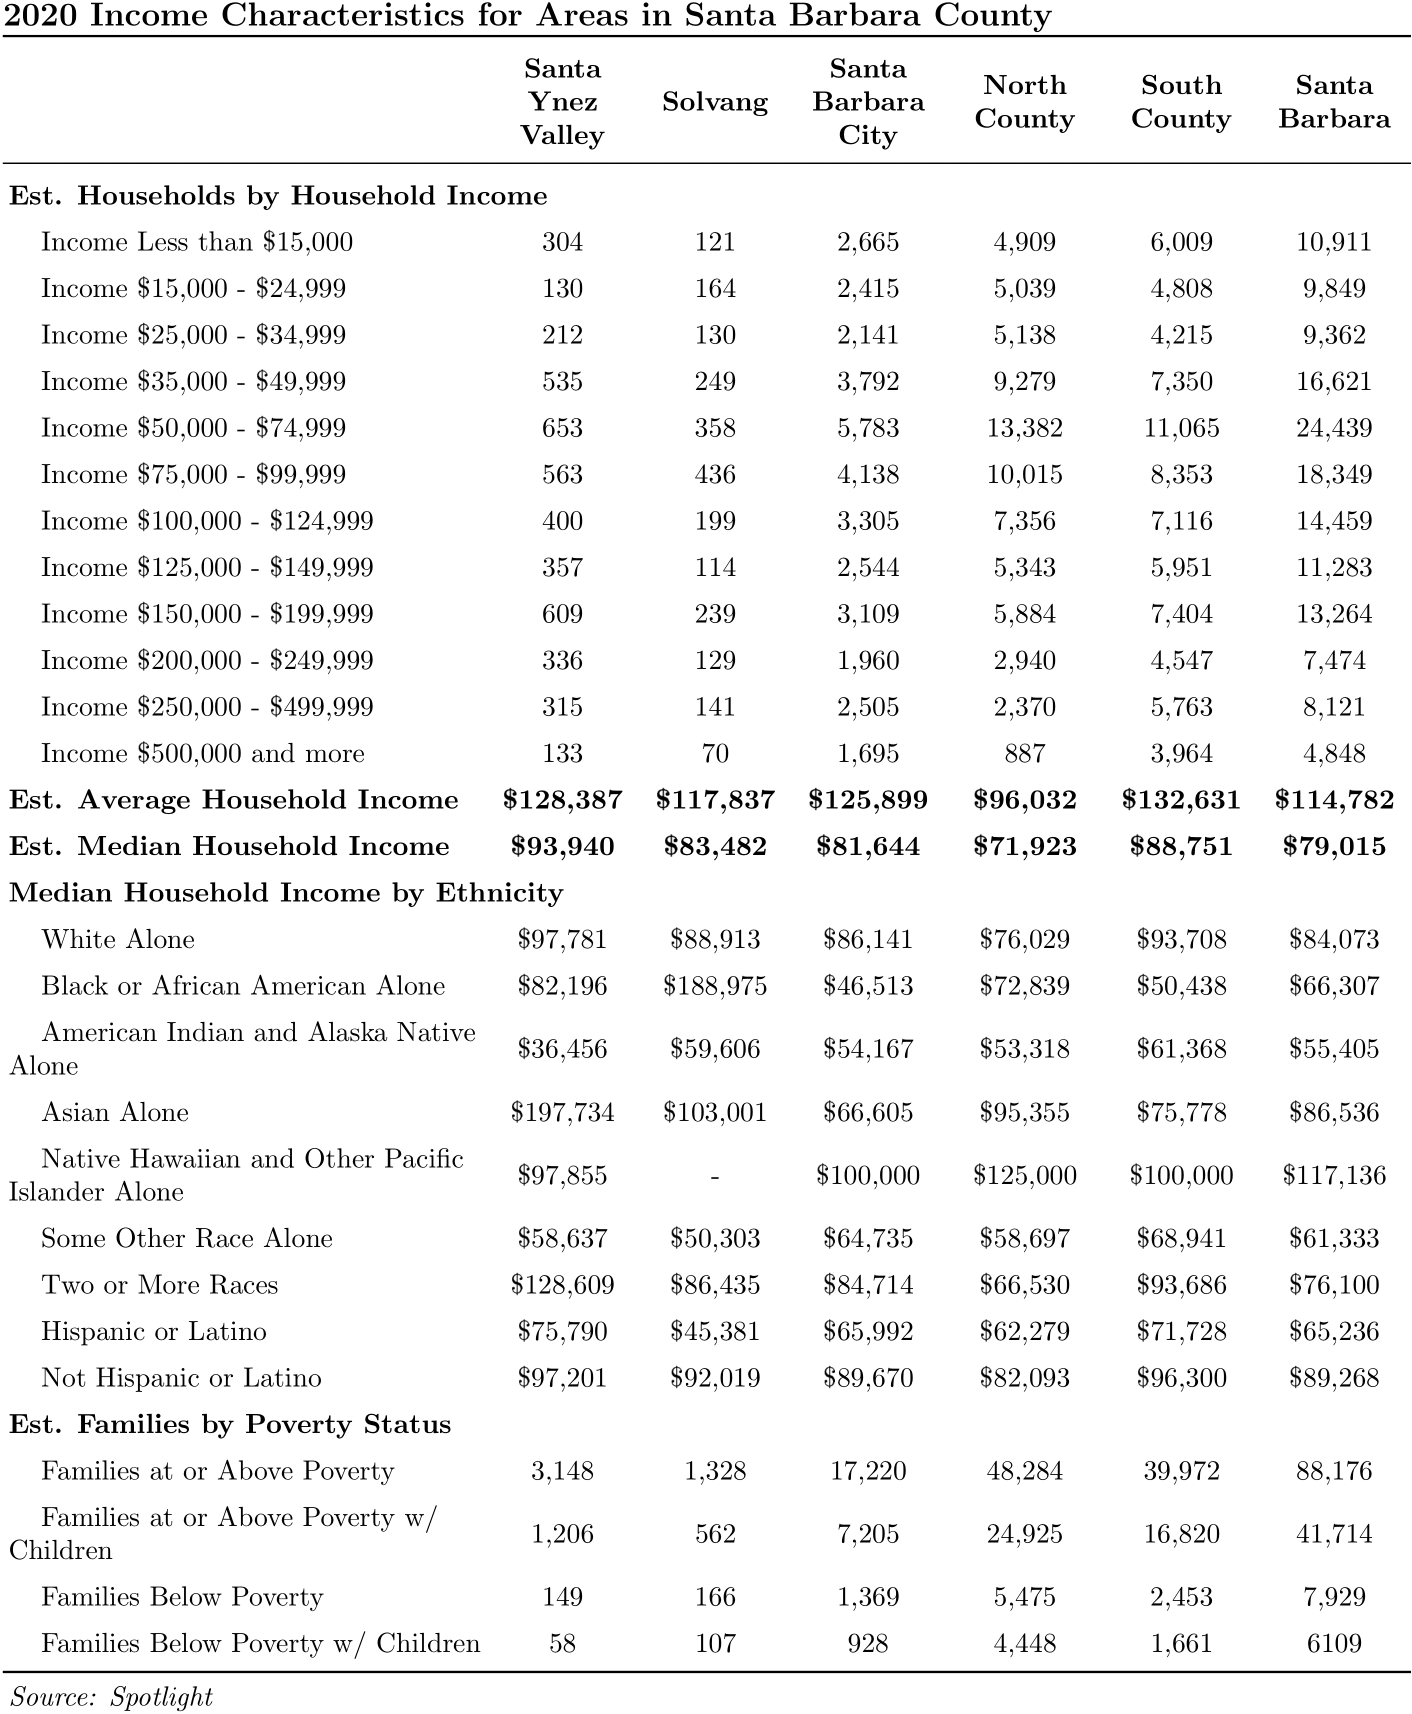 2020 Income Characteristics for Areas in Santa Barbara County
Santa Ynez Valley Solvang Santa Barbara City North County South County Santa Barbara
Est. Households by Household Income
Income Less than $15,000 304 121 2,665 4,909 6,009 10,911
Income $15,000 - $24,999 130 164 2,415 5,039 4,808 9,849
Income $25,000 - $34,999 212 130 2,141 5,138 4,215 9,362
Income $35,000 - $49,999 535 249 3,792 9,279 7,350 16,621
Income $50,000 - $74,999 653 358 5,783 13,382 11,065 24,439
Income $75,000 - $99,999 563 436 4,138 10,015 8,353 18,349
Income $100,000 - $124,999 400 199 3,305 7,356 7,116 14,459
Income $125,000 - $149,999 357 114 2,544 5,343 5,951 11,283
Income $150,000 - $199,999 609 239 3,109 5,884 7,404 13,264
Income $200,000 - $249,999 336 129 1,960 2,940 4,547 7,474
Income $250,000 - $499,999 315 141 2,505 2,370 5,763 8,121
Income $500,000 and more 133 70 1,695 887 3,964 4,848
Est. Average Household Income $128,387 $117,837 $125,899 $96,032 $132,631 $114,782
Est. Median Household Income $93,940 $83,482 $81,644 $71,923 $88,751 $79,015
Median Household Income by Ethnicity
White Alone $97,781 $88,913 $86,141 $76,029 $93,708 $84,073
Black or African American Alone $82,196 $188,975 $46,513 $72,839 $50,438 $66,307
American Indian and Alaska Native
Alone $36,456 $59,606 $54,167 $53,318 $61,368 $55,405
Asian Alone $197,734 $103,001 $66,605 $95,355 $75,778 $86,536
Native Hawaiian and Other Pacific
Islander Alone $97,855 - $100,000 $125,000 $100,000 $117,136
Some Other Race Alone $58,637 $50,303 $64,735 $58,697 $68,941 $61,333
Two or More Races $128,609 $86,435 $84,714 $66,530 $93,686 $76,100
Hispanic or Latino $75,790 $45,381 $65,992 $62,279 $71,728 $65,236
Not Hispanic or Latino $97,201 $92,019 $89,670 $82,093 $96,300 $89,268
Est. Families by Poverty Status
Families at or Above Poverty 3,148 1,328 17,220 48,284 39,972 88,176
Families at or Above Poverty w/
Children 1,206 562 7,205 24,925 16,820 41,714
Families Below Poverty 149 166 1,369 5,475 2,453 7,929
Families Below Poverty w/ Children 58 107 928 4,448 1,661 6109
Source: Spotlight